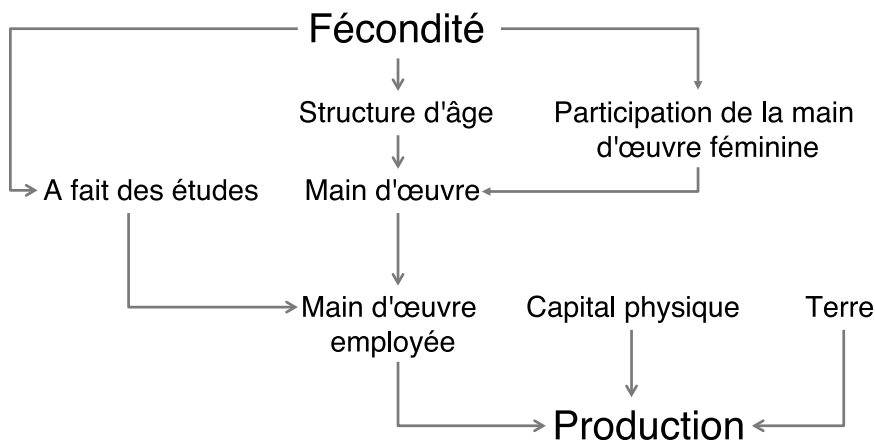 Fécondité
Structure d'âge
Participation de la main
d'œuvre féminine
A fait des études
Main d'œuvre
Main d'œuvre
employée
Capital physique
Terre
Production